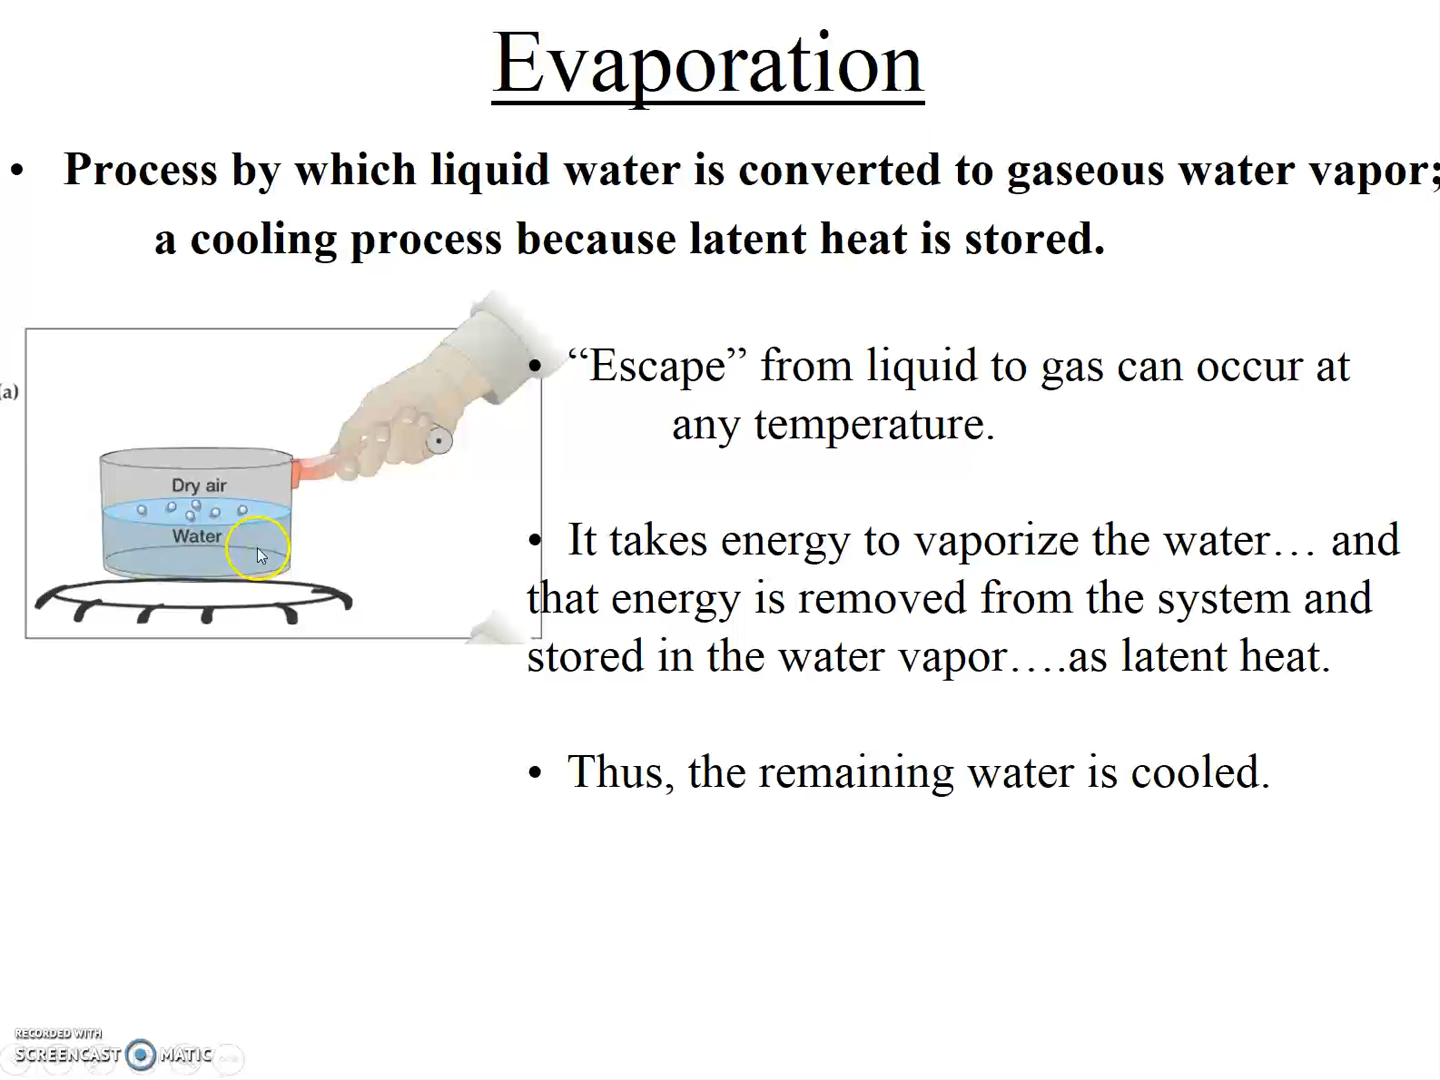 Evaporation
• Process by which liquid water is converted to gaseous water vapor;
a cooling process because latent heat is stored.
(a)
Dry air
Water
• “Escape” from liquid to gas can occur at
any temperature.
• It takes energy to vaporize the water… and
that energy is removed from the system and
stored in the water vapor….as latent heat.
• Thus, the remaining water is cooled.
RECORDED WITH
SCREENCAST MATIC